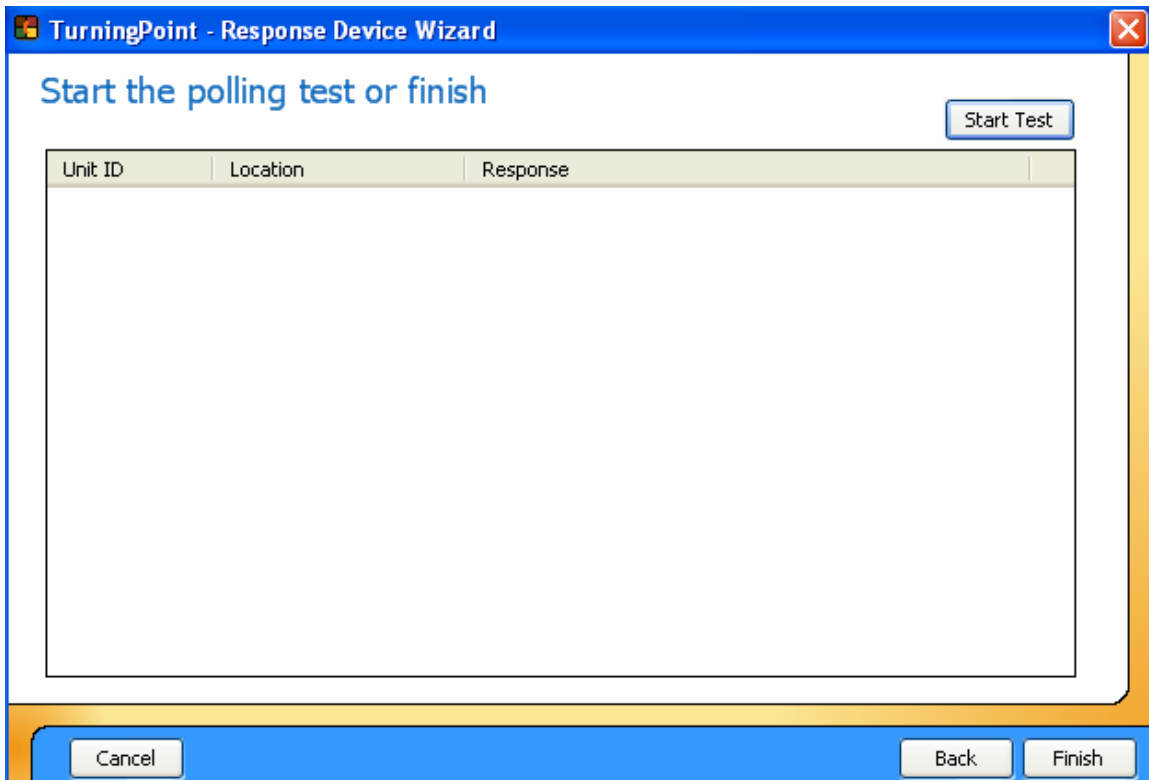 TurningPoint - Response Device Wizard
Start the polling test or finish
Start Test
Unit ID Location Response
Cancel Back Finish